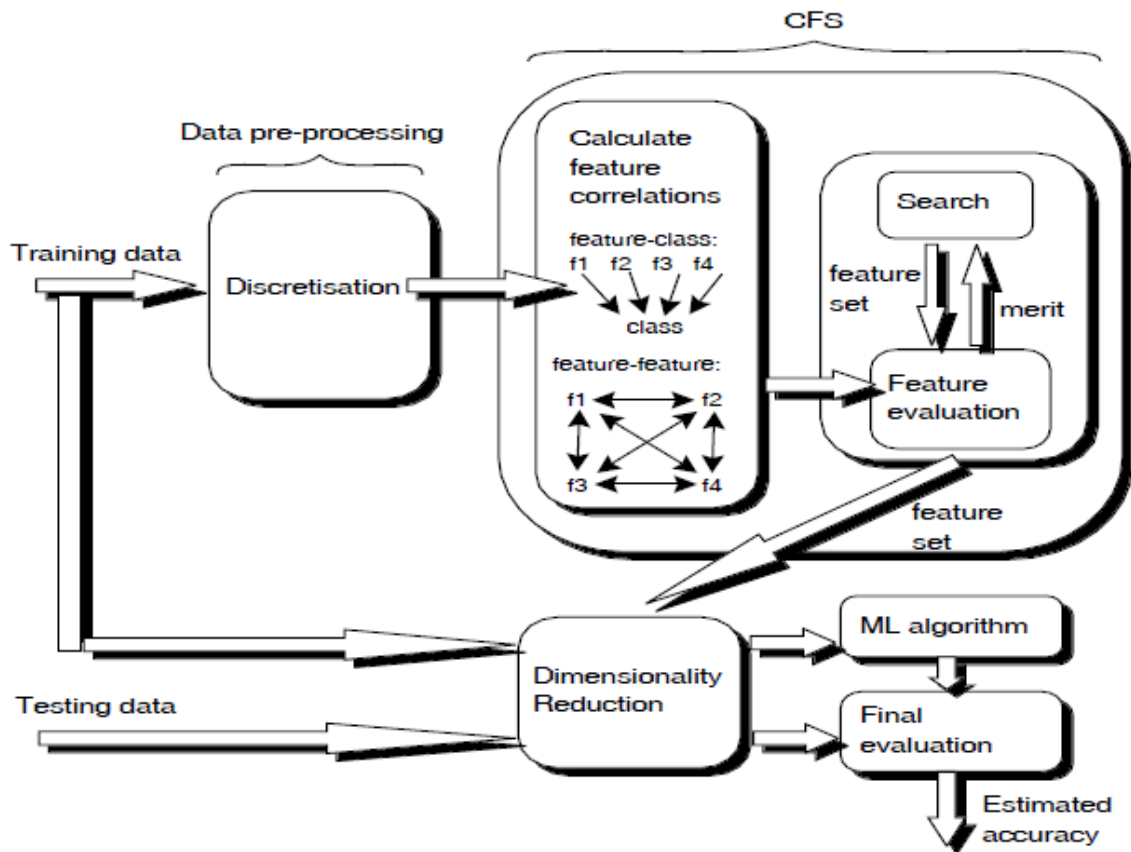 CFS
Data pre-processing
Calculate
feature
correlations
feature-class:
f1 f2 f3 f4
class
feature-feature:
f1 f2
f3 f4
Search
feature
set
merit
Feature
evaluation
Training data
Discretisation
feature
set
ML algorithm
Dimensionality
Reduction
Testing data
Final
evaluation
Estimated
accuracy